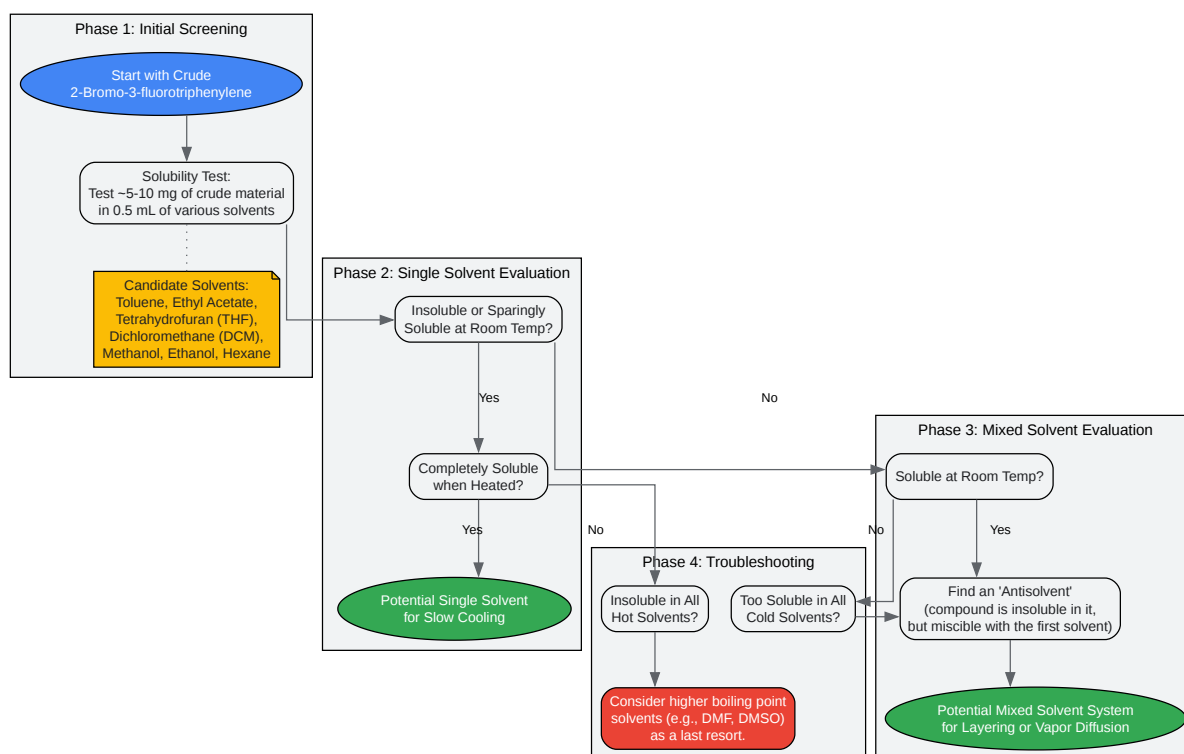 Phase 1: Initial Screening
Start with Crude
2-Bromo-3-fluorotriphenylene
Solubility Test:
Test ~5-10 mg of crude material
in 0.5 mL of various solvents
Candidate Solvents:
Toluene, Ethyl Acetate,
Tetrahydrofuran (THF),
Dichloromethane (DCM),
Methanol, Ethanol, Hexane
Phase 2: Single Solvent Evaluation
Insoluble or Sparingly
Soluble at Room Temp?
Yes
No
Completely Soluble
when Heated?
Yes
No
Potential Single Solvent
for Slow Cooling
Phase 3: Mixed Solvent Evaluation
Soluble at Room Temp?
No
Yes
Find an 'Antisolvent'
(compound is insoluble in it,
but miscible with the first solvent)
Potential Mixed Solvent System
for Layering or Vapor Diffusion
Phase 4: Troubleshooting
Insoluble in All
Hot Solvents?
Too Soluble in All
Cold Solvents?
Consider higher boiling point
solvents (e.g., DMF, DMSO)
as a last resort.